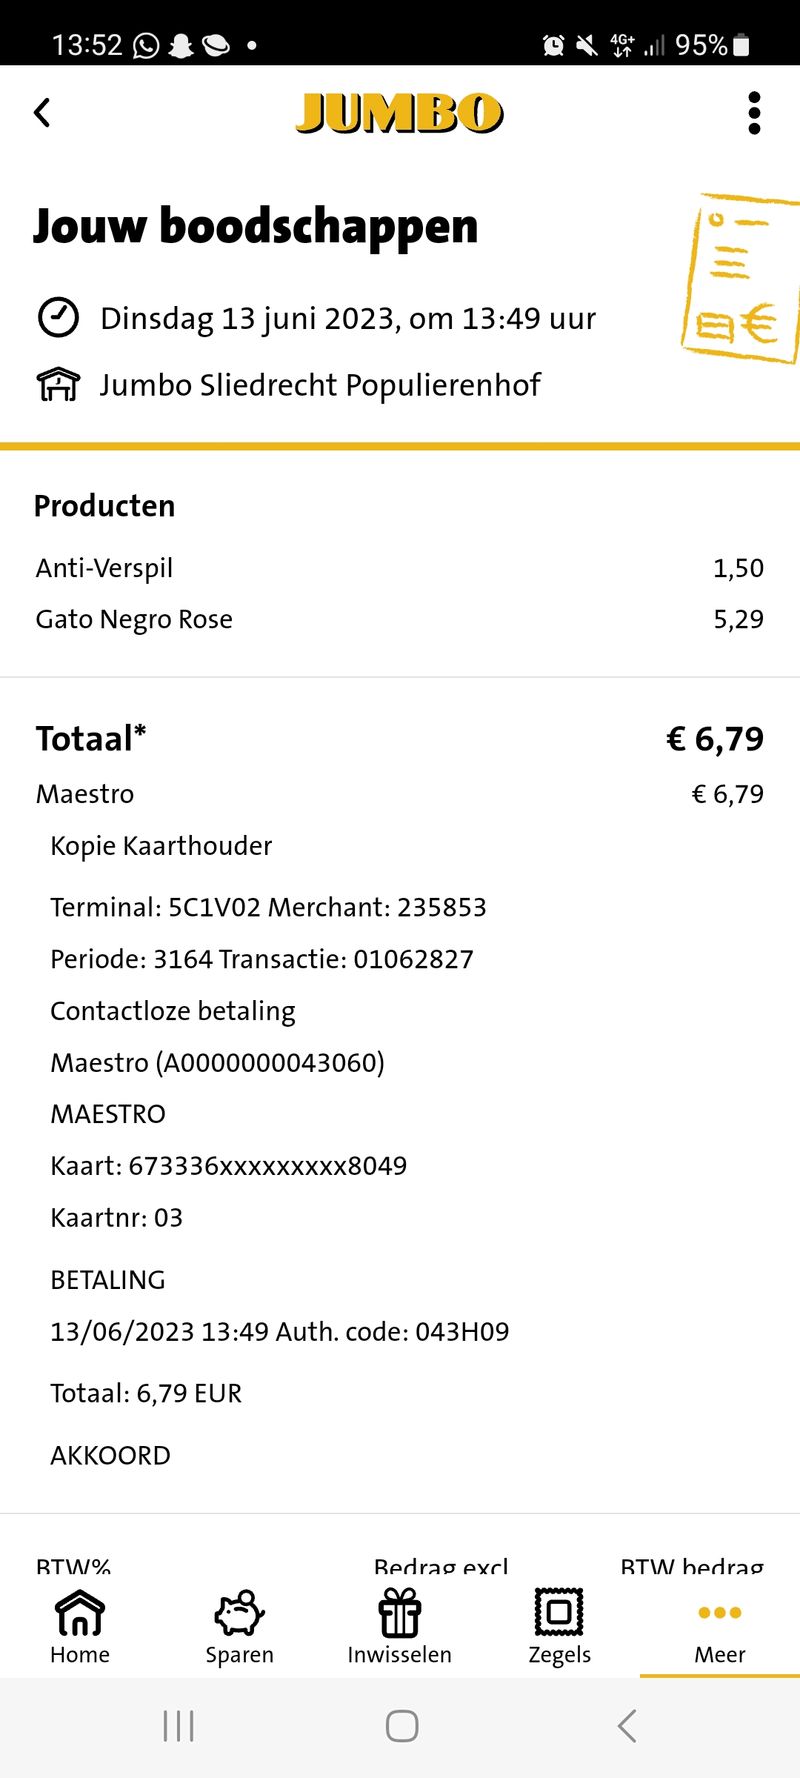 13:52 4G+ 95%
JUMBO
Jouw boodschappen
Dinsdag 13 juni 2023, om 13:49 uur
Jumbo Sliedrecht Populierenhof
Producten
Anti-Verspil 1,50
Gato Negro Rose 5,29
Totaal* € 6,79
Maestro € 6,79
Kopie Kaarthouder
Terminal: 5C1V02 Merchant: 235853
Periode: 3164 Transactie: 01062827
Contactloze betaling
Maestro (A0000000043060)
MAESTRO
Kaart: 673336xxxxxxxxx8049
Kaartnr: 03
BETALING
13/06/2023 13:49 Auth. code: 043H09
Totaal: 6,79 EUR
AKKOORD
BTW% Bedrag excl BTW bedrag
Home Sparen Inwisselen Zegels Meer